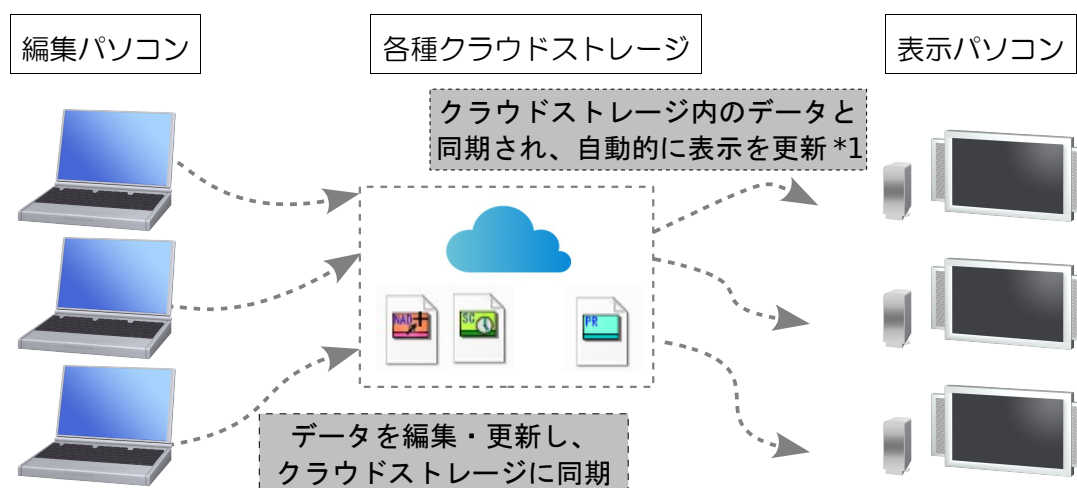 編集パソコン
各種クラウドストレージ
表示パソコン
クラウドストレージ内のデータと
同期され、自動的に表示を更新*1
NAD
SC
PR
データを編集・更新し、
クラウドストレージに同期